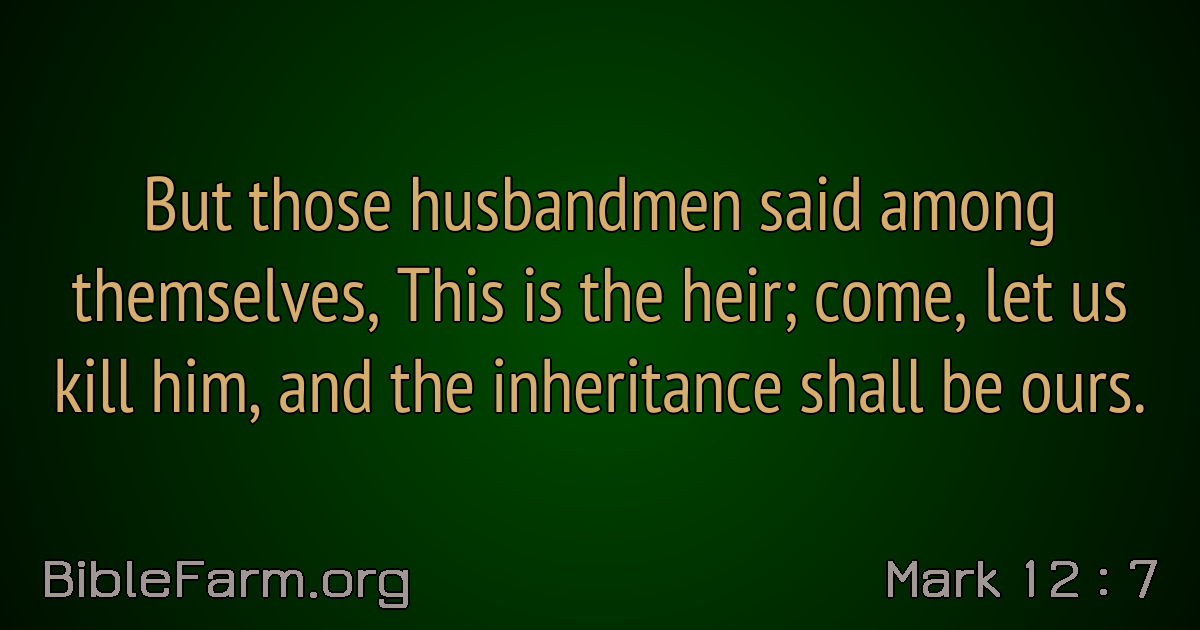 But those husbandmen said among
themselves, This is the heir; come, let us
kill him, and the inheritance shall be ours.
BibleFarm.org
Mark 12 : 7